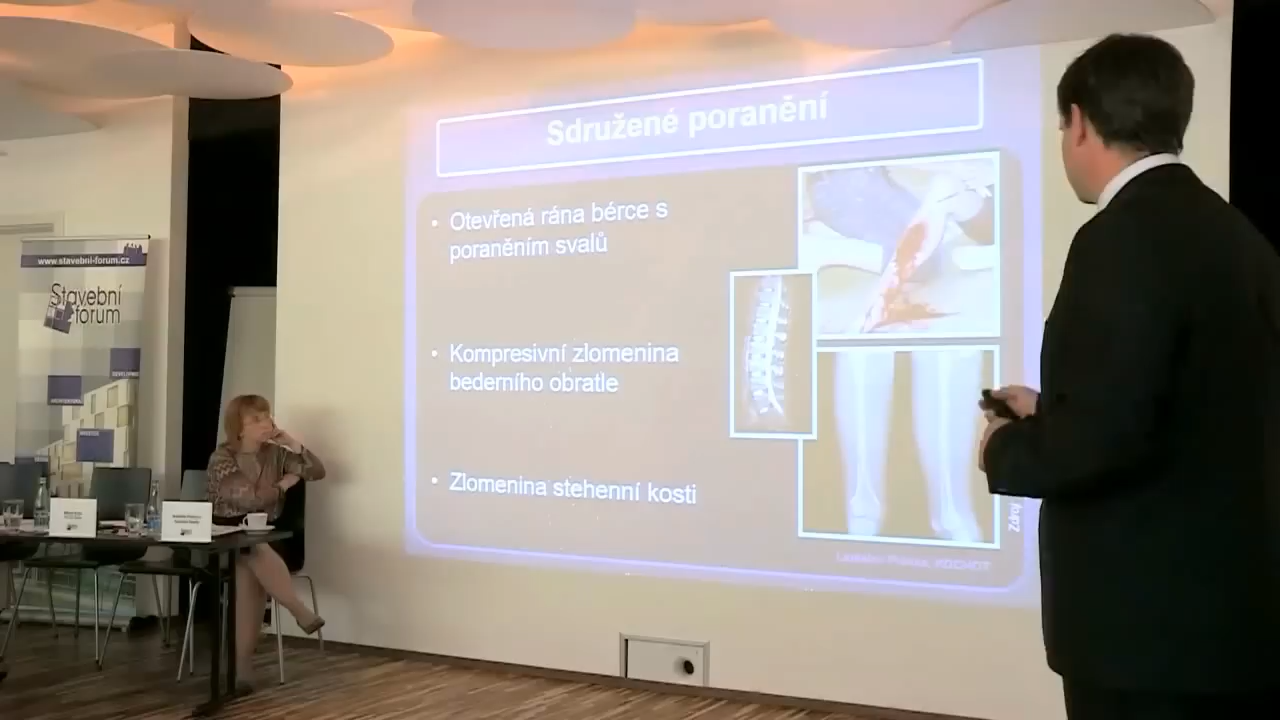 Sdružené poranění
• Otevřená rána bérce s
poraněním svalů
• Kompresivní zlomenina
bederního obratle
• Zlomenina stehenní kosti
Zdroj
www.stavebni-forum.cz
Stavební
forum